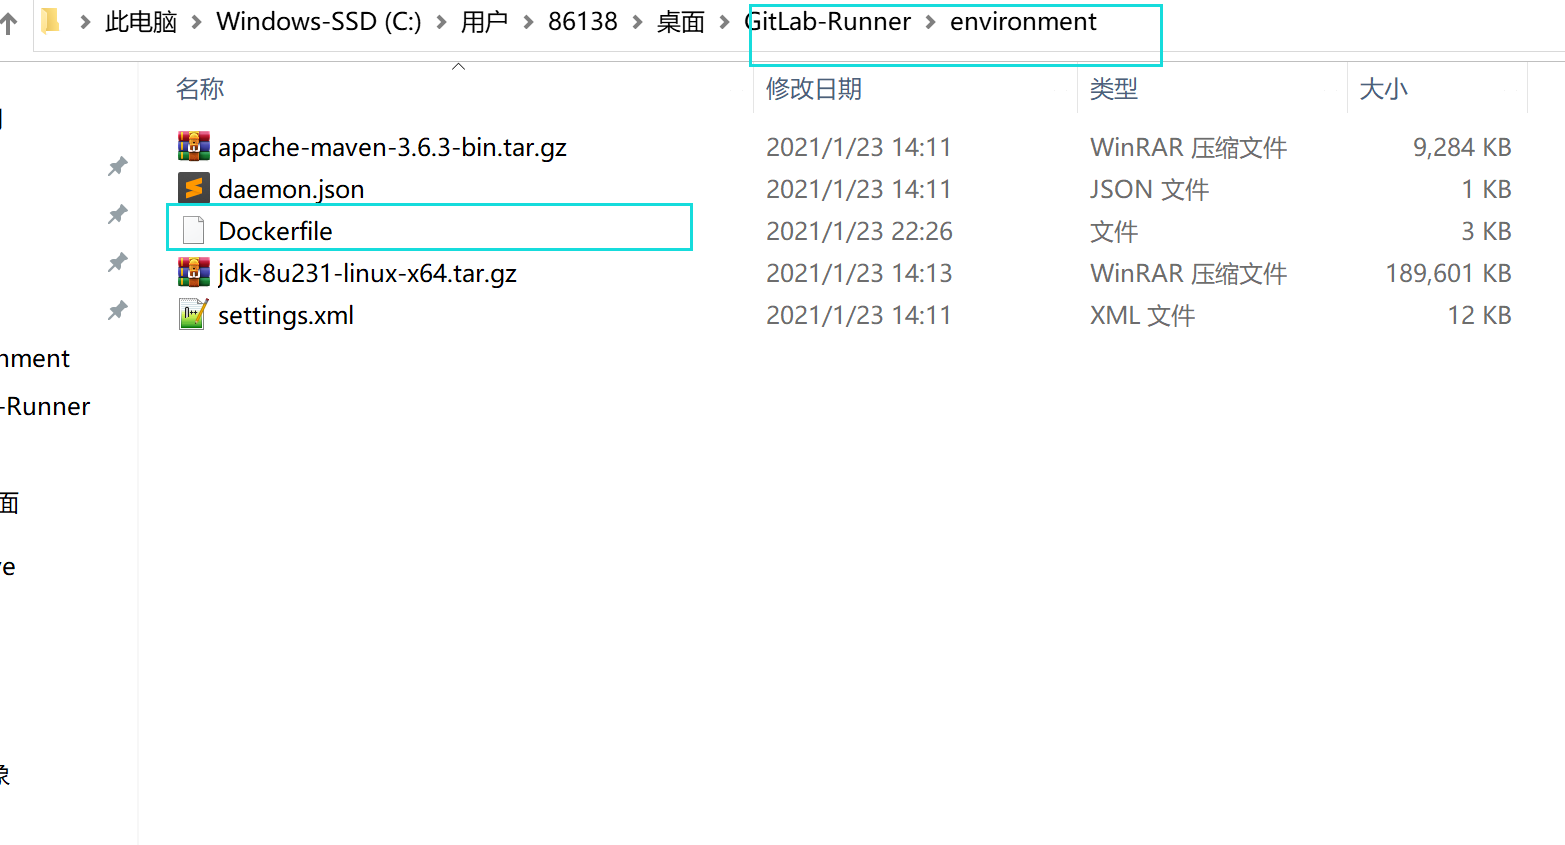 此电脑 Windows-SSD (C:) 用户 86138 桌面 GitLab-Runner environment
名称 修改日期 类型 大小
apache-maven-3.6.3-bin.tar.gz 2021/1/23 14:11 WinRAR 压缩文件 9,284 KB
daemon.json 2021/1/23 14:11 JSON 文件 1 KB
Dockerfile 2021/1/23 22:26 文件 3 KB
jdk-8u231-linux-x64.tar.gz 2021/1/23 14:13 WinRAR 压缩文件 189,601 KB
settings.xml 2021/1/23 14:11 XML 文件 12 KB
nment
-Runner
面
ve
象